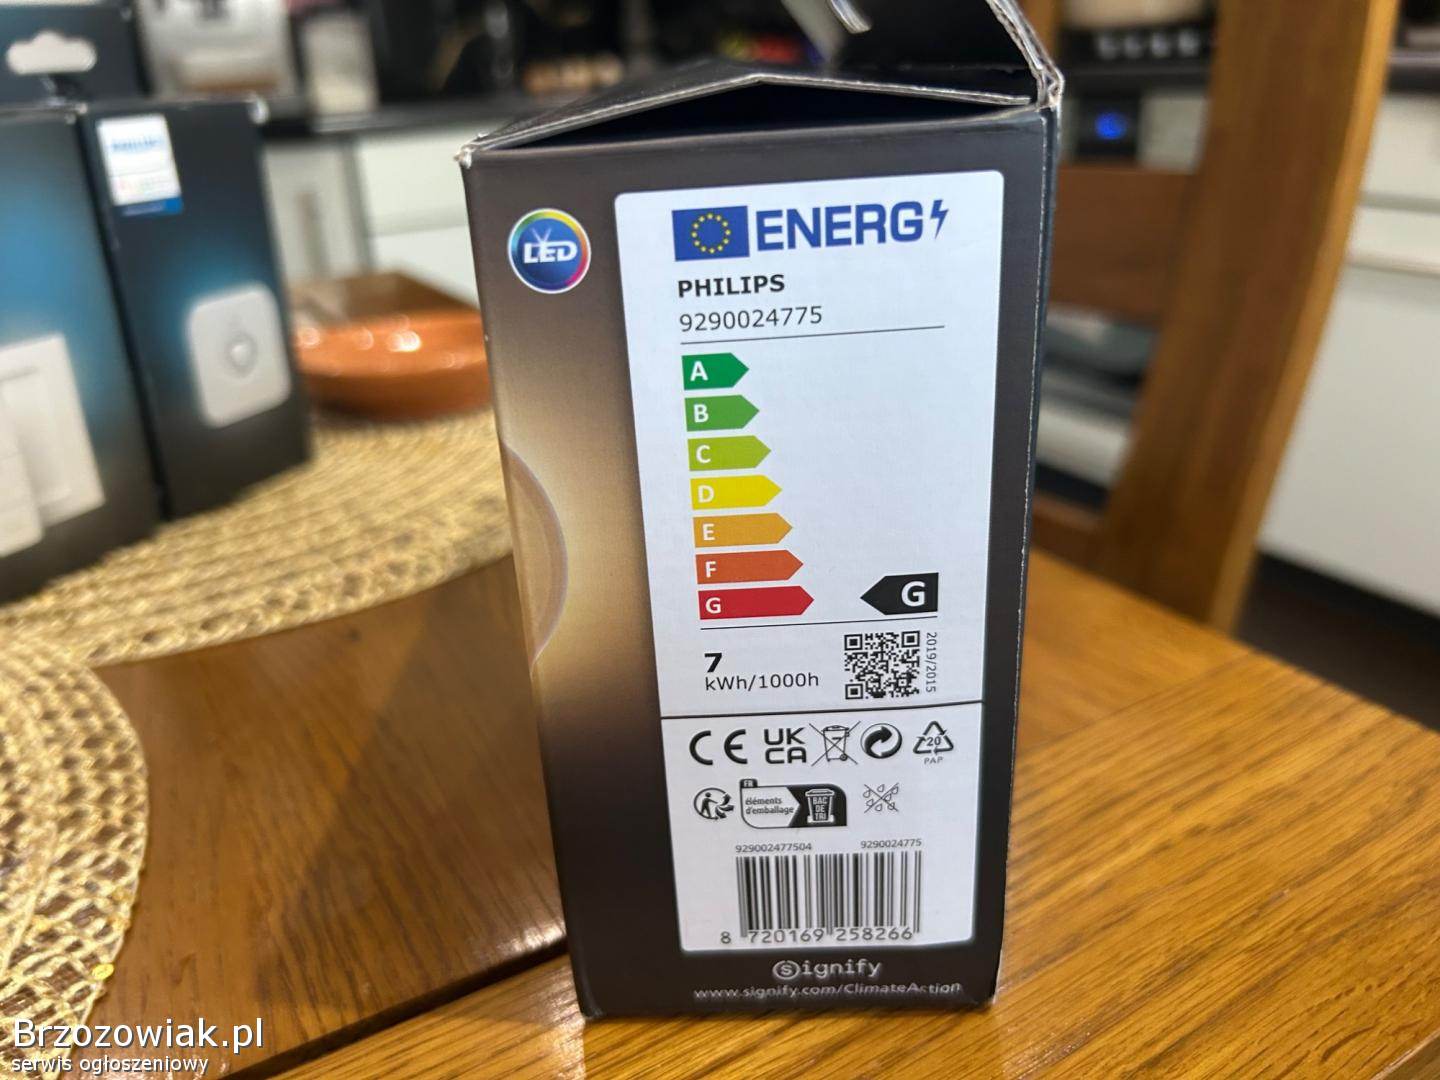 PHILIPS
LED
ENERG
PHILIPS
9290024775
A
B
C
D
E
F
G
G
7
kWh/1000h
2019/2015
CE UK CA
20
PAP
FR
éléments
d'emballage
BAC
DE
TRI
929002477504 9290024775
8 720169 258266
signify
www.signify.com/ClimateAction
Brzozowiak.pl
serwis ogłoszeniowy